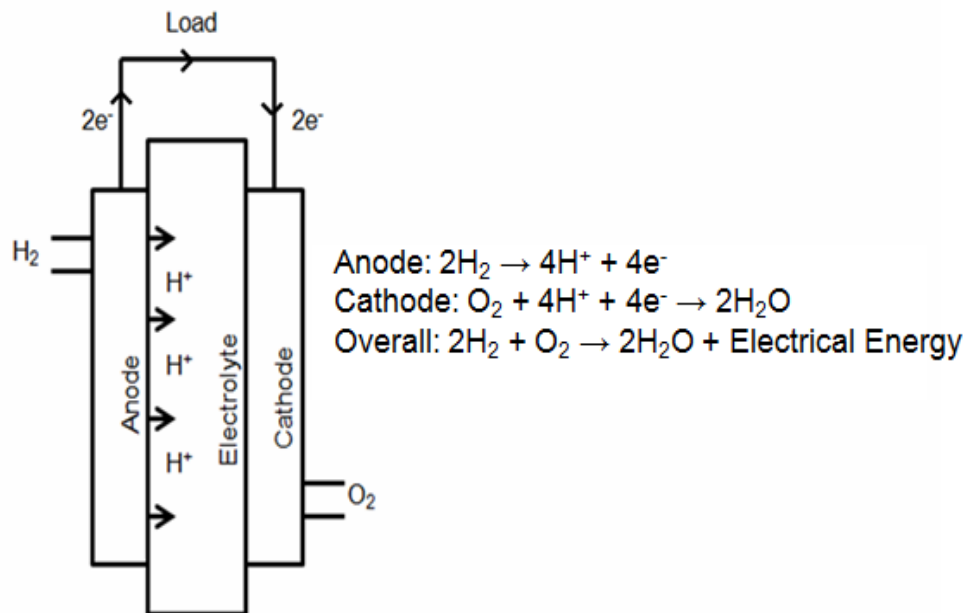 Load
2e⁻ 2e⁻
H₂
H⁺
H⁺
H⁺
Anode
Electrolyte
Cathode
O₂
Anode: 2H₂ → 4H⁺ + 4e⁻
Cathode: O₂ + 4H⁺ + 4e⁻ → 2H₂O
Overall: 2H₂ + O₂ → 2H₂O + Electrical Energy